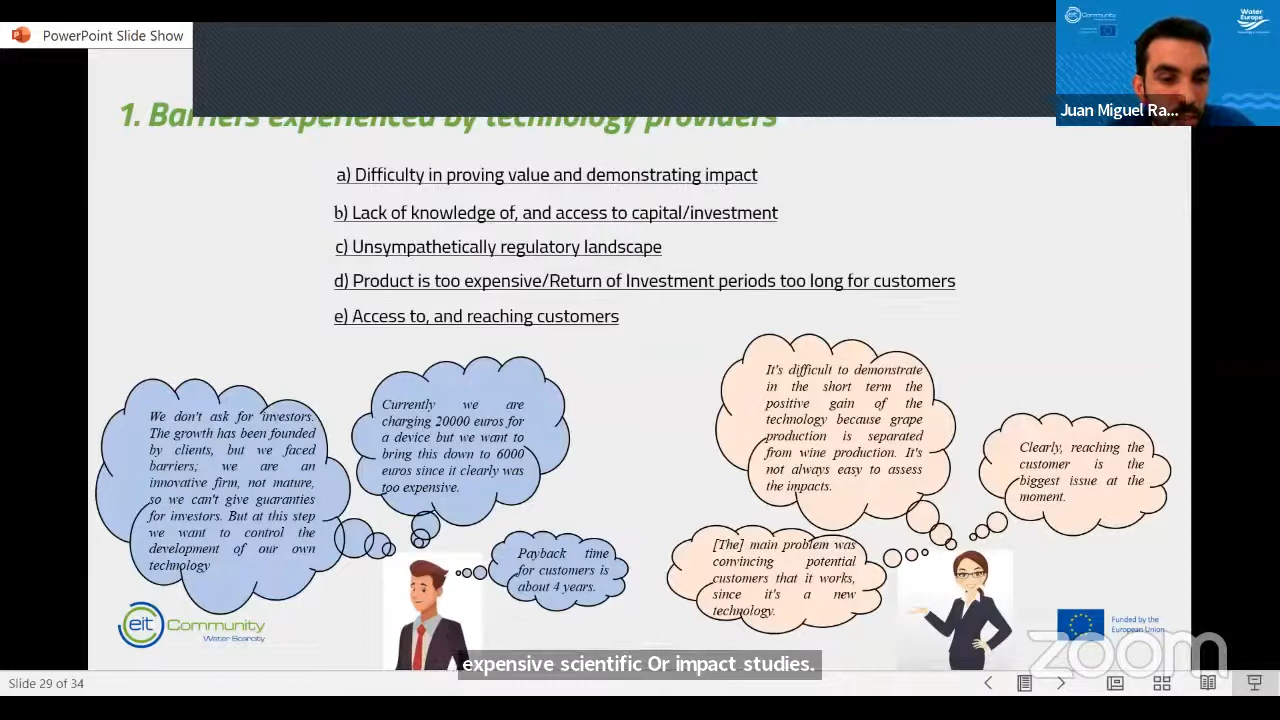 PowerPoint Slide Show
eit Community
Water Europe
Juan Miguel Ra...
1. Barriers experienced by technology providers
a) Difficulty in proving value and demonstrating impact
b) Lack of knowledge of, and access to capital/investment
c) Unsympathetically regulatory landscape
d) Product is too expensive/Return of Investment periods too long for customers
e) Access to, and reaching customers
We don't ask for investors.
The growth has been founded
by clients, but we faced
barriers; we are an
innovative firm, not mature,
so we can't give guaranties
for investors. But at this step
we want to control the
development of our own
technology
Currently we are
charging 20000 euros for
a device but we want to
bring this down to 6000
euros since it clearly was
too expensive.
Payback time
for customers is
about 4 years.
It's difficult to demonstrate
in the short term the
positive gain of the
technology because grape
production is separated
from wine production. It's
not always easy to assess
the impacts.
Clearly, reaching the
customer is the
biggest issue at the
moment.
[The] main problem was
convincing potential
customers that it works,
since it's a new
technology.
eit Community
Water Scarcity
Funded by the
European Union
zoom
expensive scientific Or impact studies.
Slide 29 of 34